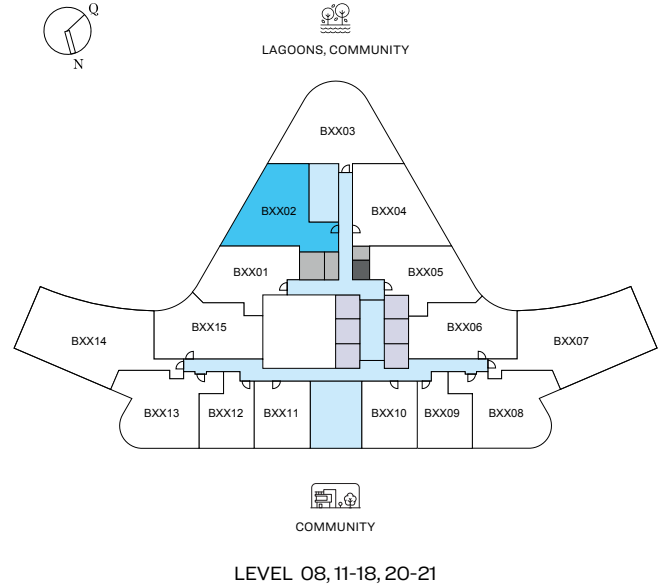 Q
N
LAGOONS, COMMUNITY
BXX03
BXX02
BXX04
BXX01
BXX05
BXX15
BXX06
BXX14
BXX07
BXX13
BXX12
BXX11
BXX10
BXX09
BXX08
COMMUNITY
LEVEL 08, 11-18, 20-21